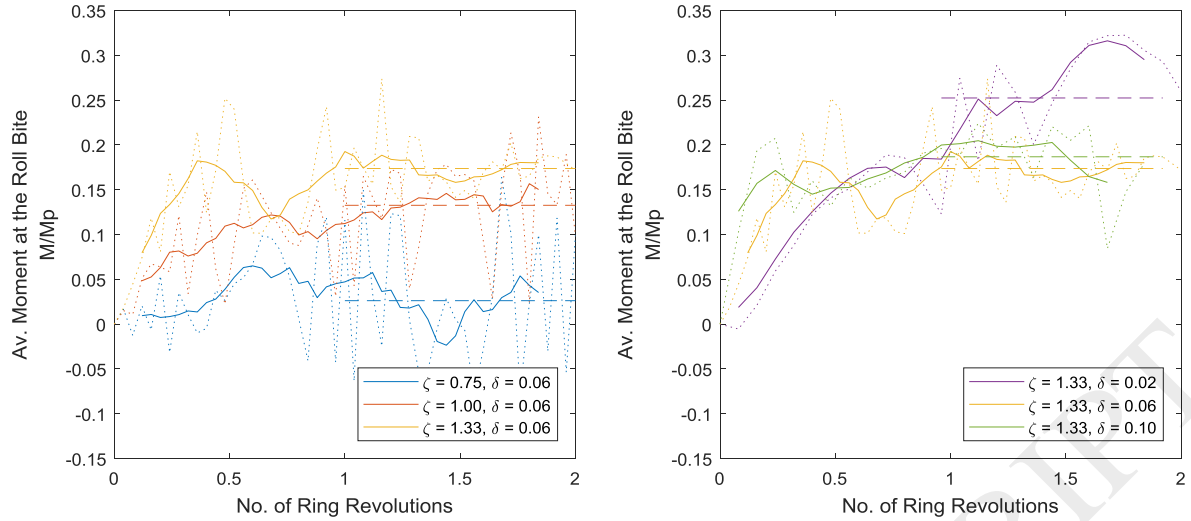 0.35
0.3
0.25
0.2
0.15
0.1
0.05
0
-0.05
-0.1
-0.15
Av. Moment at the Roll Bite
M/Mp
0
0.5
1
1.5
2
No. of Ring Revolutions
ζ = 0.75, δ = 0.06
ζ = 1.00, δ = 0.06
ζ = 1.33, δ = 0.06
0.35
0.3
0.25
0.2
0.15
0.1
0.05
0
-0.05
-0.1
-0.15
Av. Moment at the Roll Bite
M/Mp
0
0.5
1
1.5
2
No. of Ring Revolutions
ζ = 1.33, δ = 0.02
ζ = 1.33, δ = 0.06
ζ = 1.33, δ = 0.10
RIPT